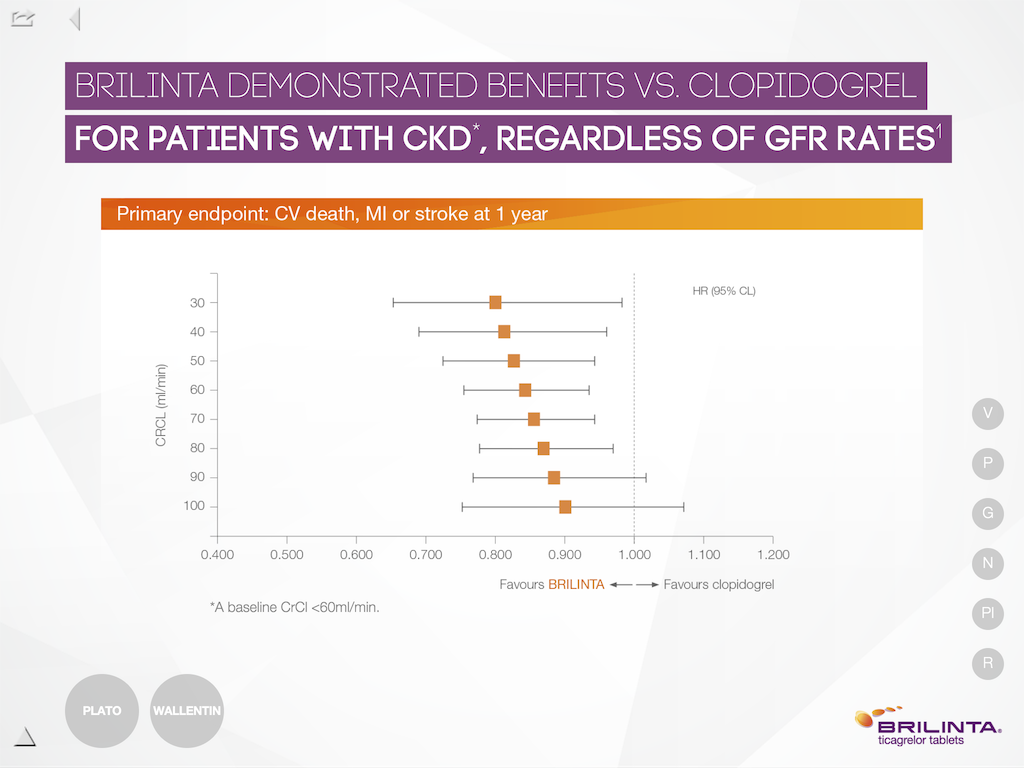 BRILINTA DEMONSTRATED BENEFITS VS. CLOPIDOGREL
FOR PATIENTS WITH CKD*, REGARDLESS OF GFR RATES1
Primary endpoint: CV death, MI or stroke at 1 year
HR (95% CL)
30
40
50
60
70
80
90
100
CRCL (ml/min)
0.400 0.500 0.600 0.700 0.800 0.900 1.000 1.100 1.200
Favours BRILINTA Favours clopidogrel
*A baseline CrCl <60ml/min.
V
P
G
N
PI
R
PLATO WALLENTIN
BRILINTA®
ticagrelor tablets